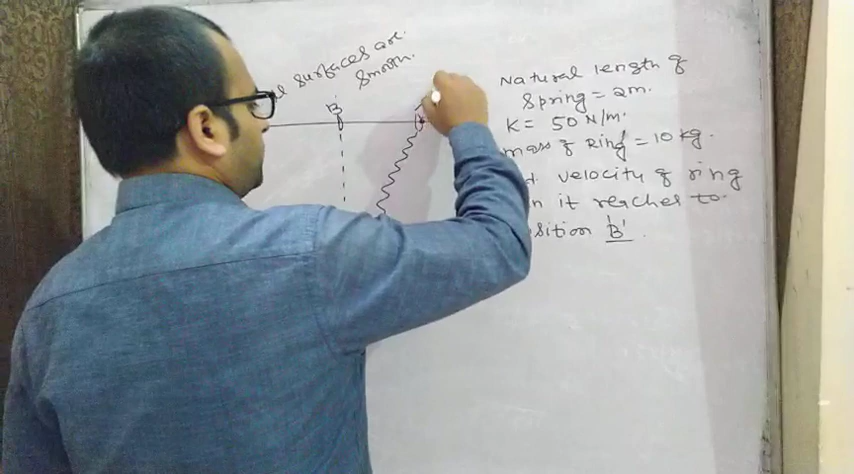 surfaces are
smooth.
B
Natural length of
Spring = 2m.
K = 50 N/m.
mass of Ring = 10 kg.
velocity of ring
it reaches to
'B'.